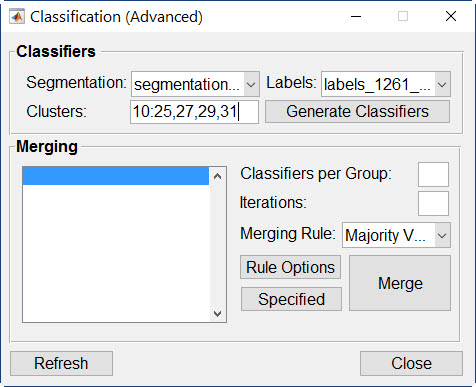 Classification (Advanced)
Classifiers
Segmentation: segmentation... Labels: labels_1261_...
Clusters: 10:25,27,29,31 Generate Classifiers
Merging
Classifiers per Group:
Iterations:
Merging Rule: Majority V...
Rule Options
Merge
Specified
Refresh Close